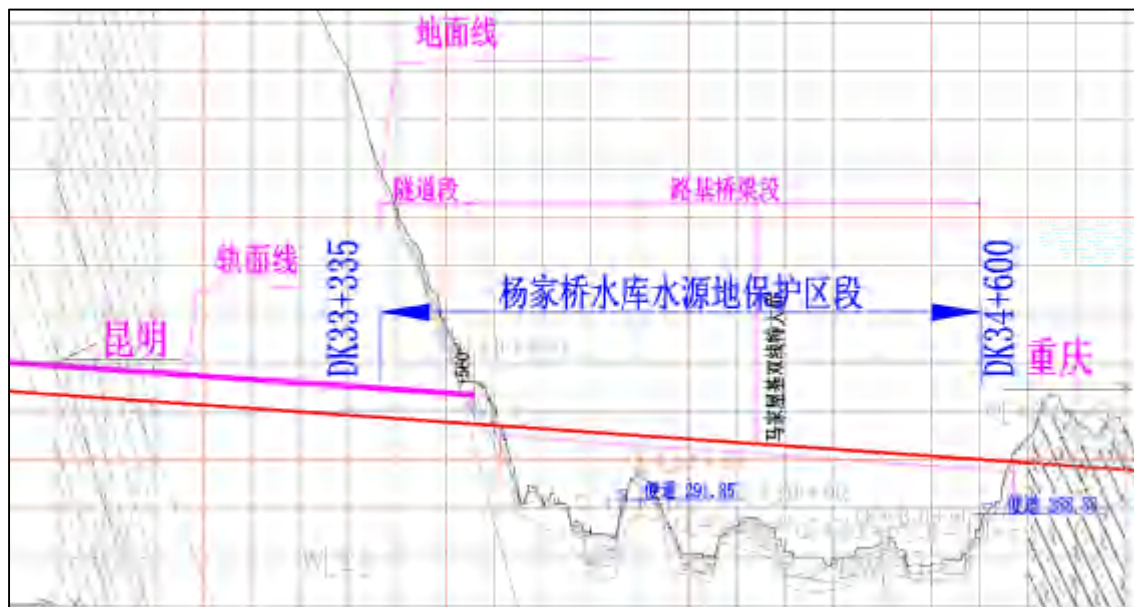 地面线
隧道段
路基桥梁段
轨面线
DK33+335
杨家桥水库水源地保护区段
DK34+600
昆明
重庆
便道 291.85